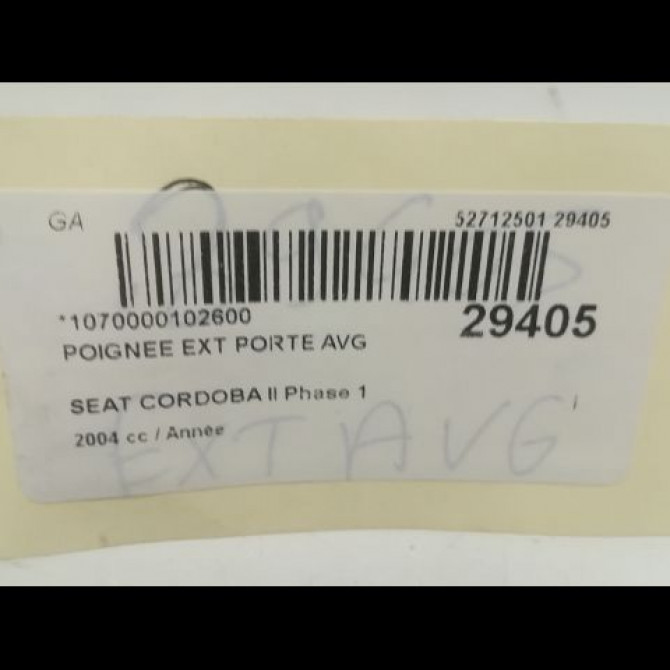 GA
52712501 29405
*1070000102600
29405
POIGNEE EXT PORTE AVG
SEAT CORDOBA II Phase 1
2004 cc / Année
EXT AVG